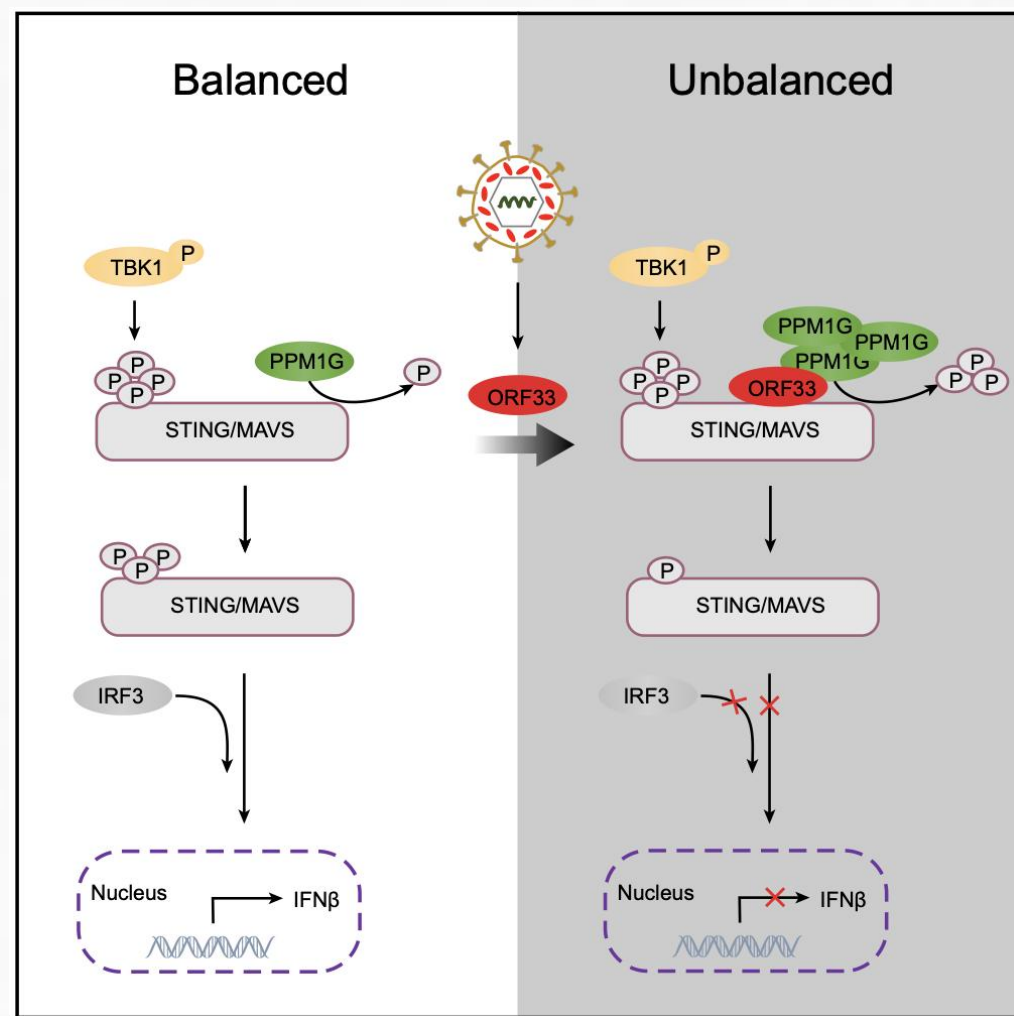 Balanced
Unbalanced
TBK1
P
P
P
P
P
STING/MAVS
PPM1G
P
P
P
P
STING/MAVS
IRF3
Nucleus
IFNβ
ORF33
TBK1
P
P
P
P
P
PPM1G
PPM1G
PPM1G
ORF33
P
P
P
P
STING/MAVS
P
STING/MAVS
IRF3
Nucleus
IFNβ